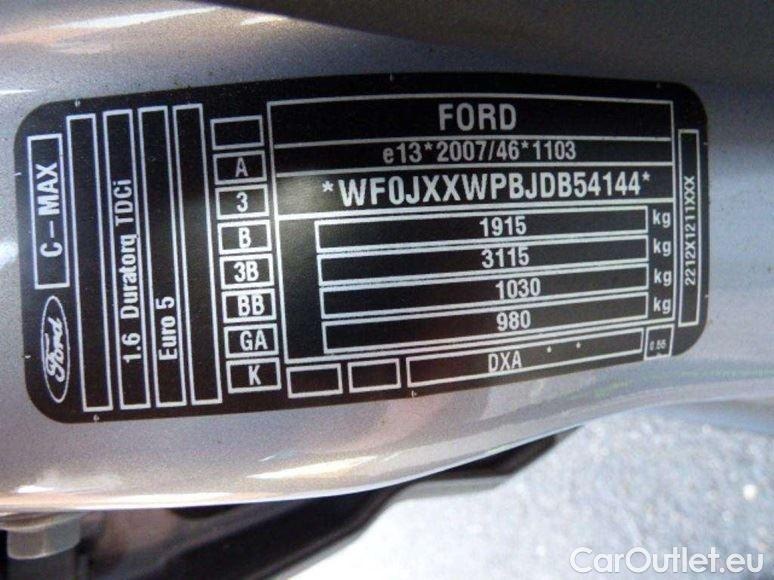 FORD
e13*2007/46*1103
*WF0JXXWPBJDB54144*
1915 kg
3115 kg
1030 kg
980 kg
DXA * *
0.55
2212X1211XXX
A
3
B
3B
BB
GA
K
Euro 5
1.6 Duratorq TDCi
C-MAX
Ford
CarOutlet.eu